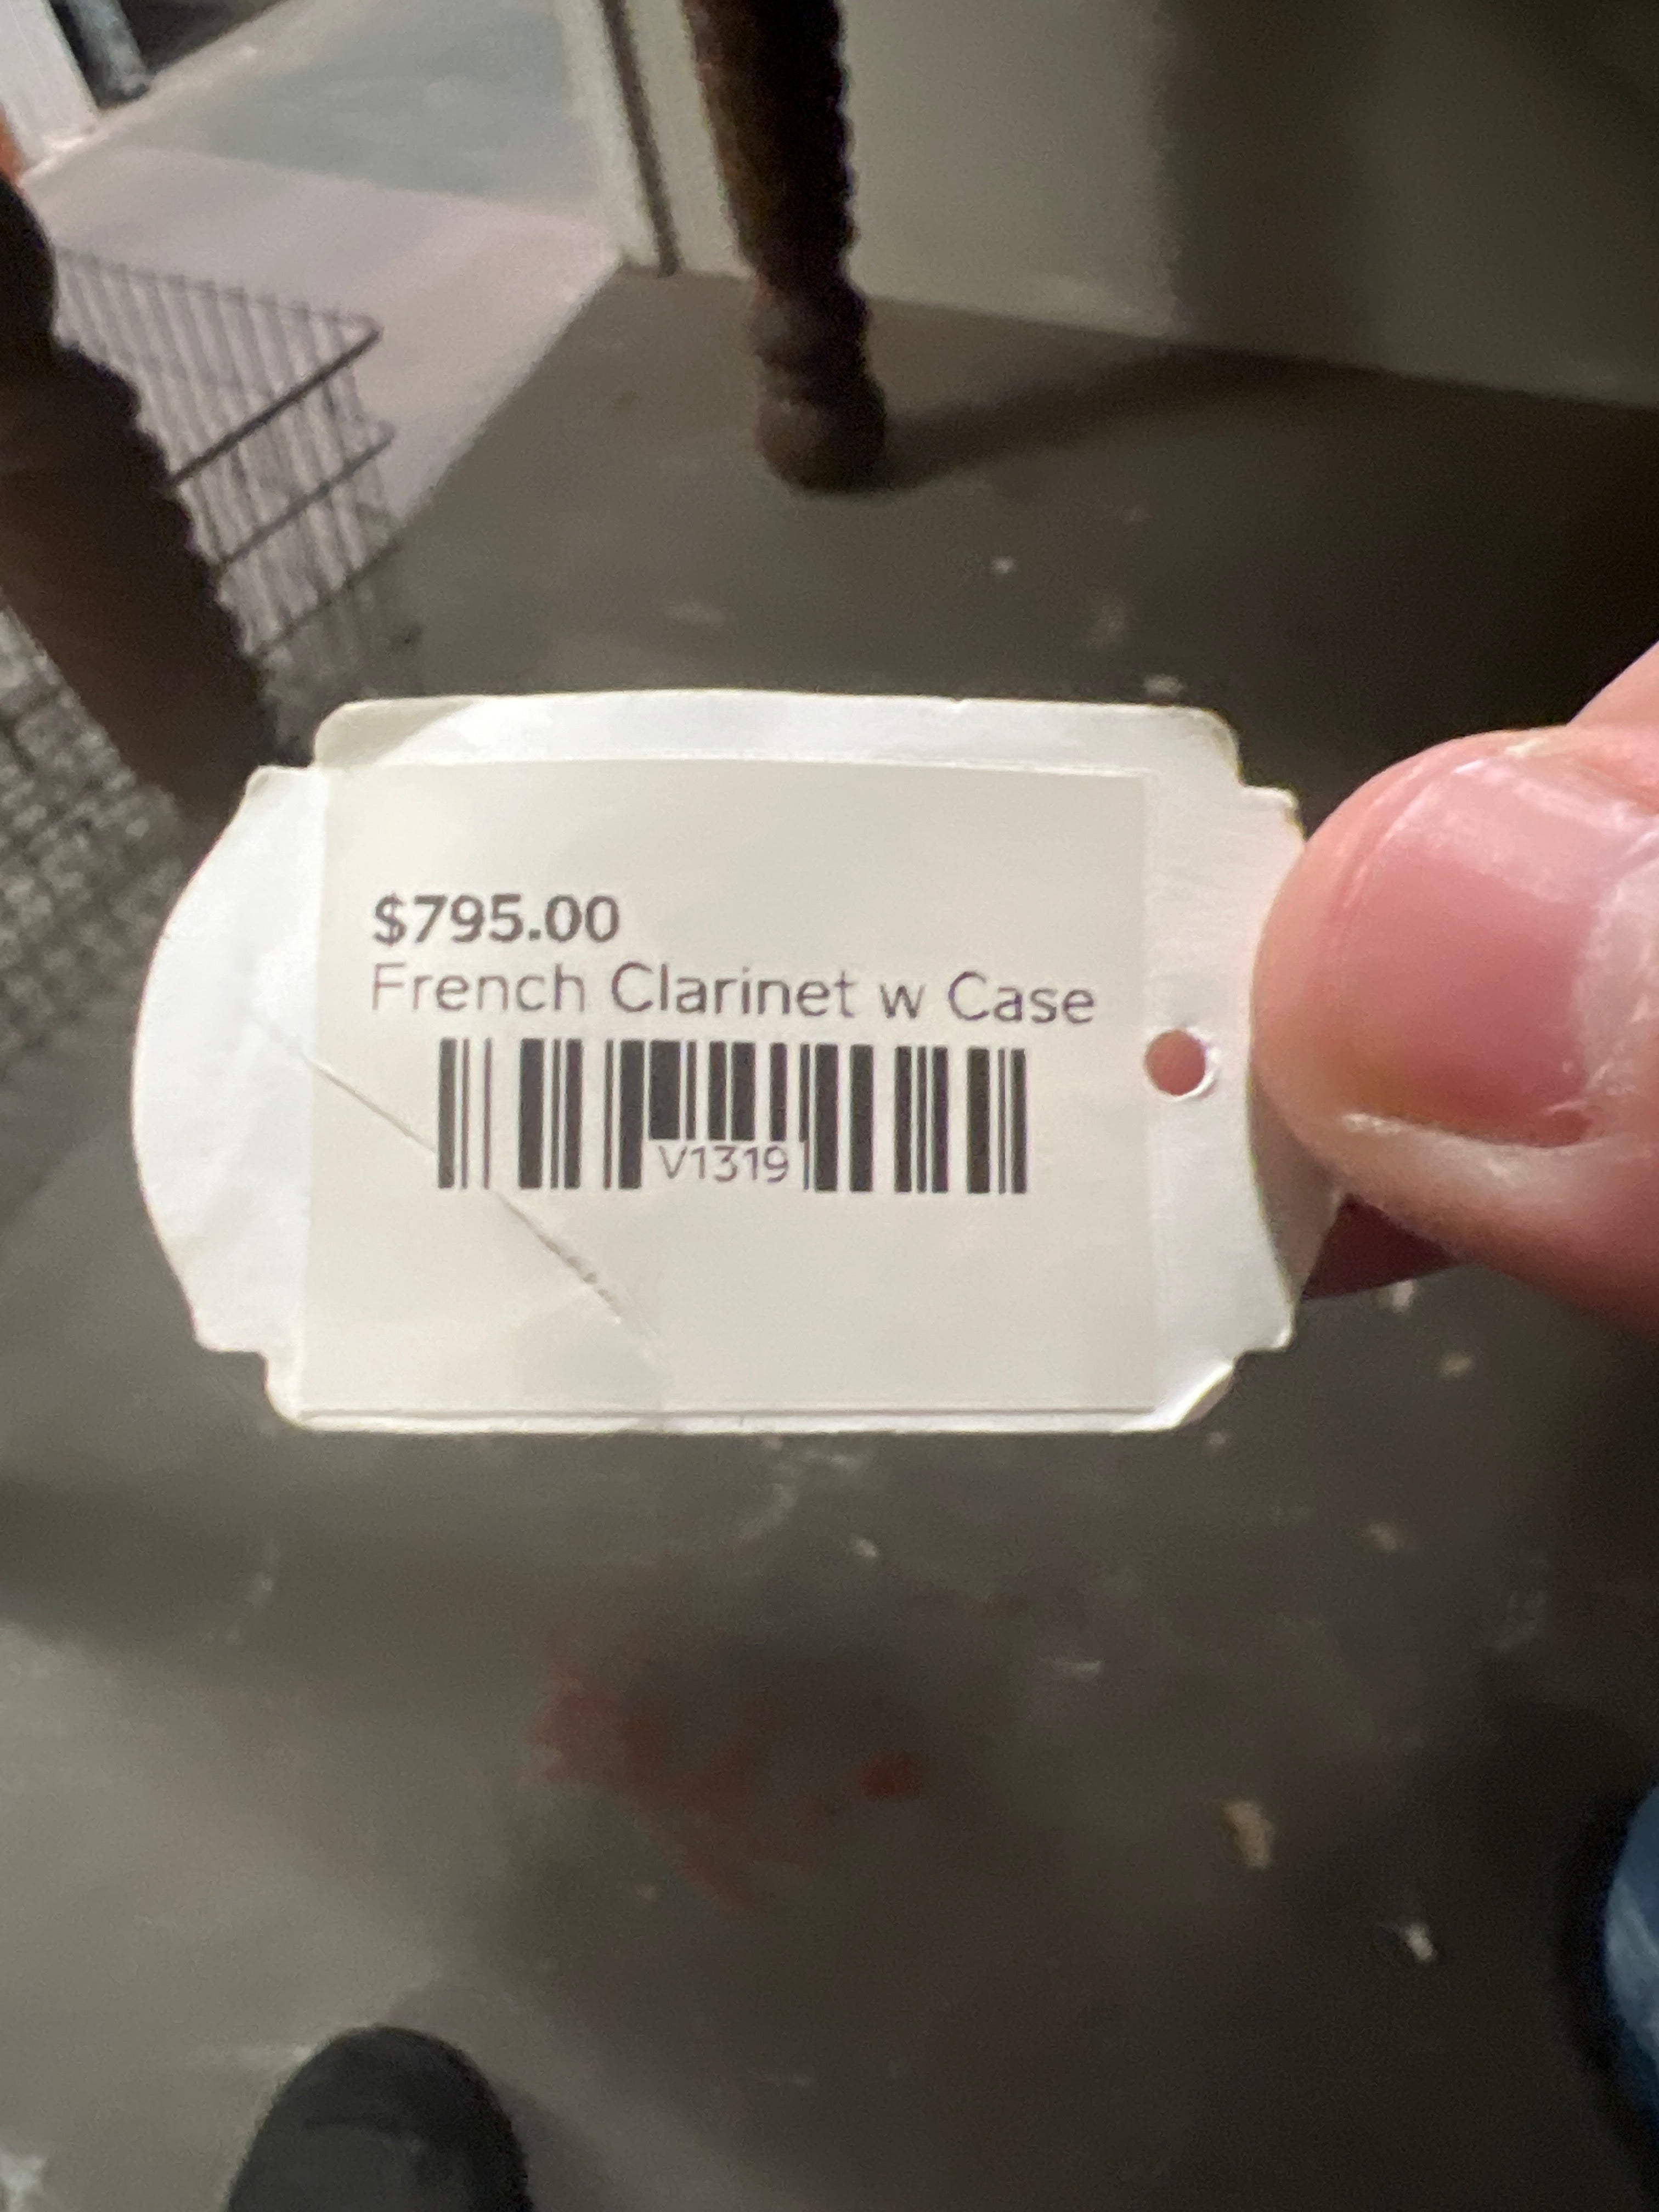 $795.00
French Clarinet w Case
V1319